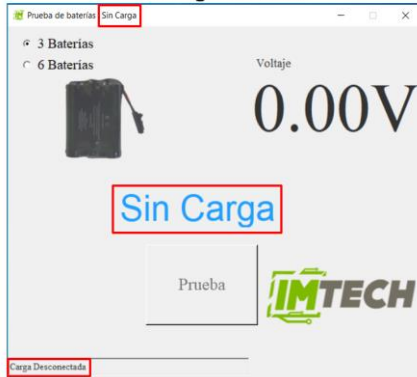 Prueba de baterías Sin Carga
3 Baterías
6 Baterías
Voltaje
0.00V
Sin Carga
Prueba
IMTECH
Carga Desconectada